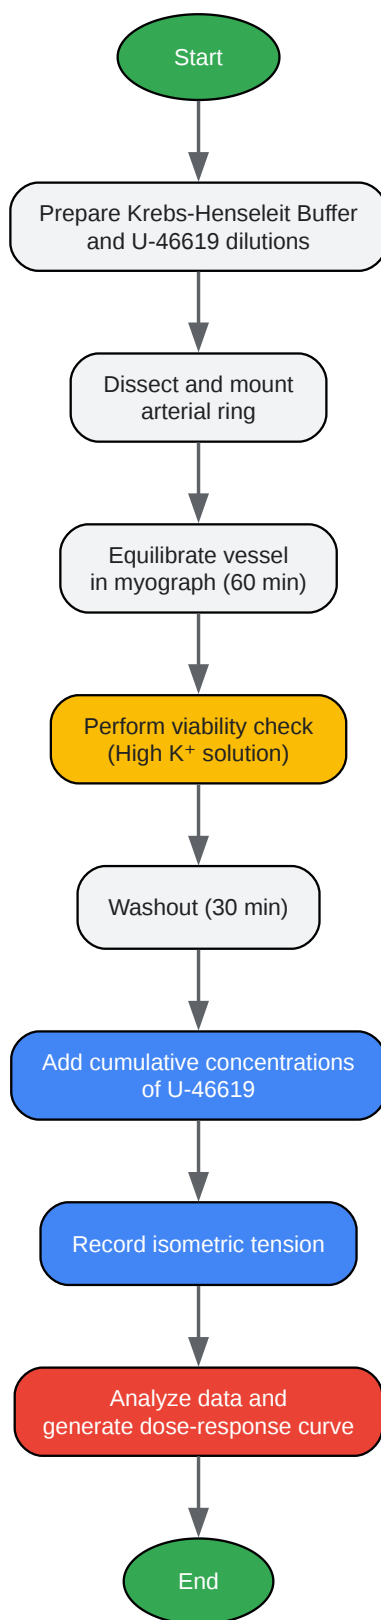 Start
Prepare Krebs-Henseleit Buffer
and U-46619 dilutions
Dissect and mount
arterial ring
Equilibrate vessel
in myograph (60 min)
Perform viability check
(High K⁺ solution)
Washout (30 min)
Add cumulative concentrations
of U-46619
Record isometric tension
Analyze data and
generate dose-response curve
End